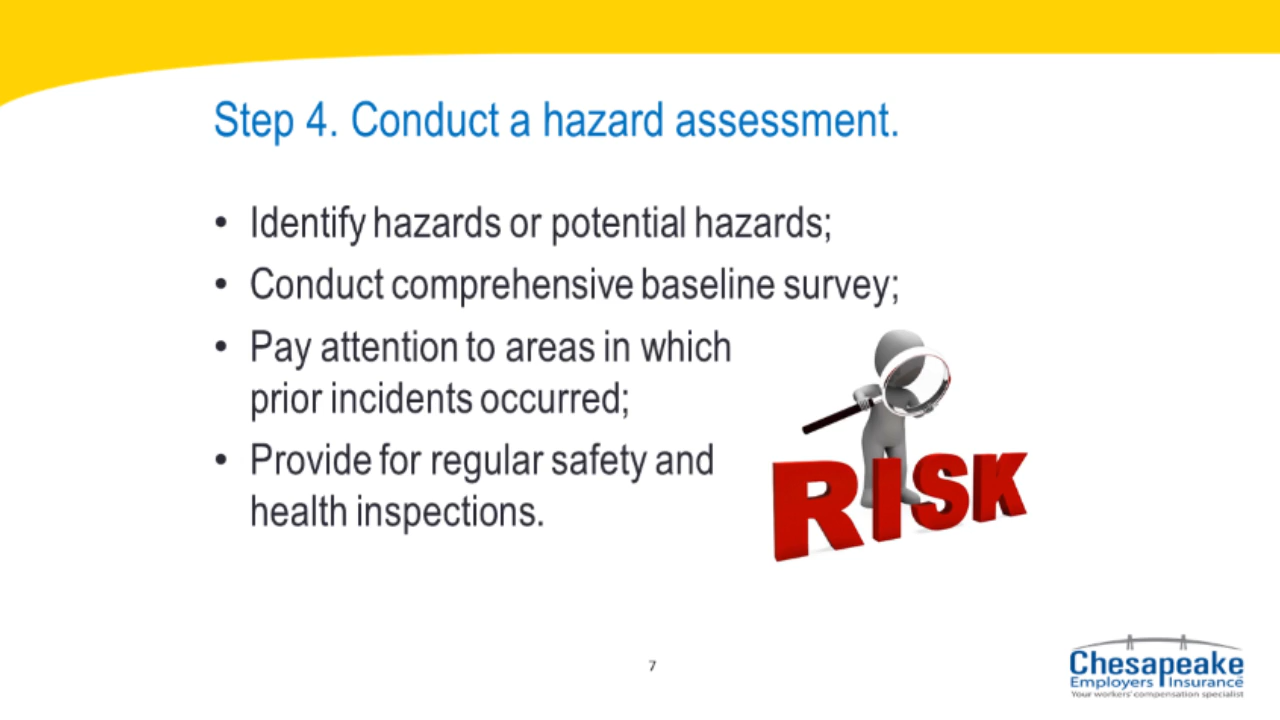 Step 4. Conduct a hazard assessment.
• Identify hazards or potential hazards;
• Conduct comprehensive baseline survey;
• Pay attention to areas in which
prior incidents occurred;
• Provide for regular safety and
health inspections.
RISK
7
Chesapeake
Employers Insurance
Your workers' compensation specialist